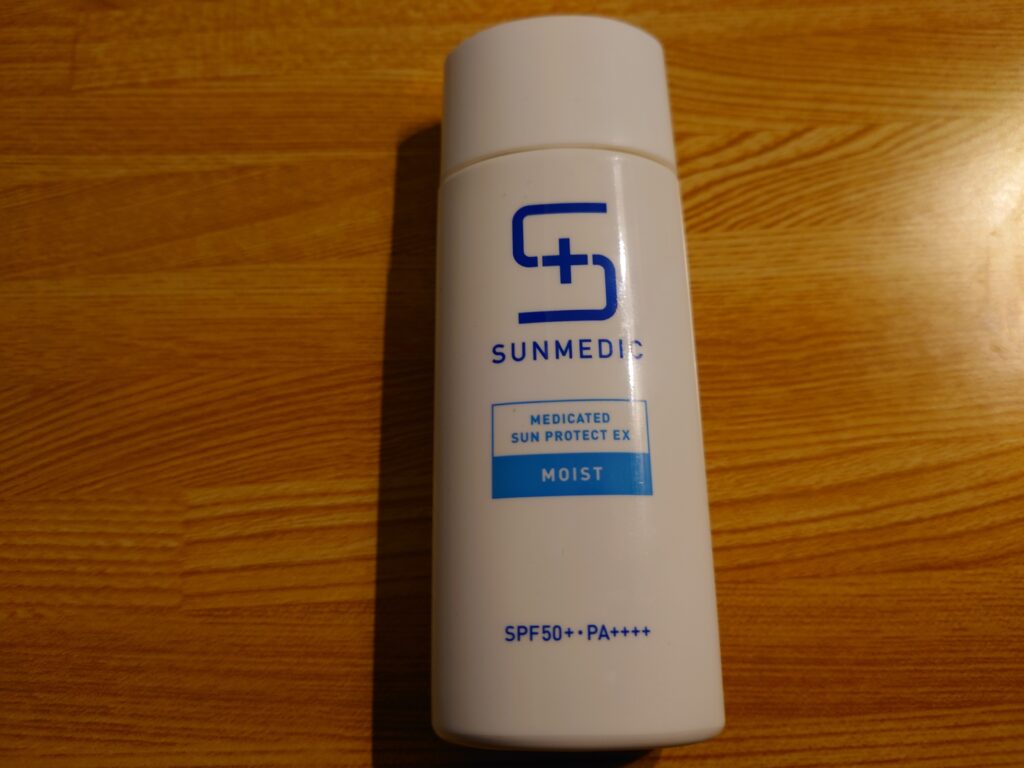 SUNMEDIC
MEDICATED
SUN PROTECT EX
MOIST
SPF50+・PA++++